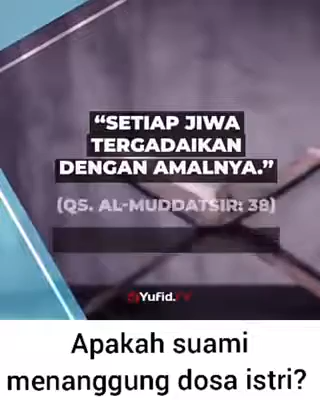 “SETIAP JIWA
TERGADAIKAN
DENGAN AMALNYA.”
(QS. AL-MUDDATSIR: 38)
Yufid.TV
Apakah suami
menanggung dosa istri?